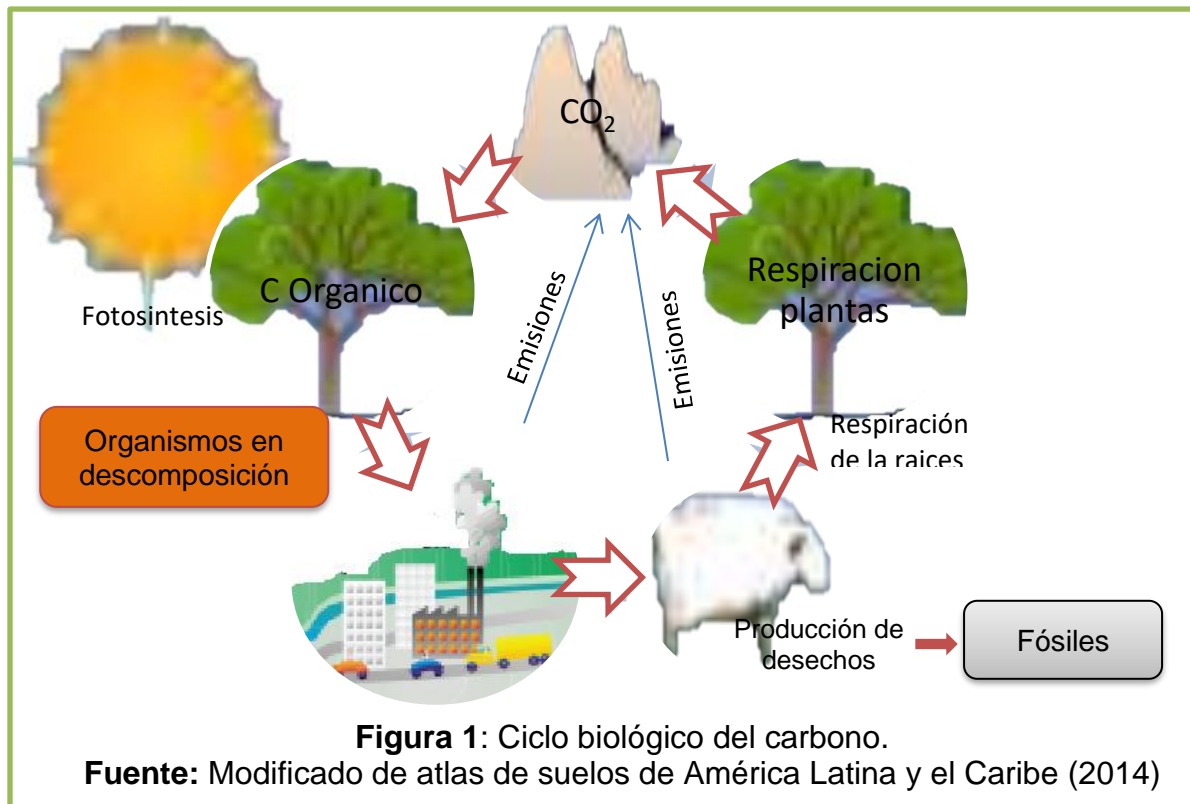 CO₂
C Organico
Fotosintesis
Respiracion
plantas
Emisiones
Emisiones
Organismos en
descomposición
Respiración
de la raices
Producción de
desechos
Fósiles
Figura 1: Ciclo biológico del carbono.
Fuente: Modificado de atlas de suelos de América Latina y el Caribe (2014)